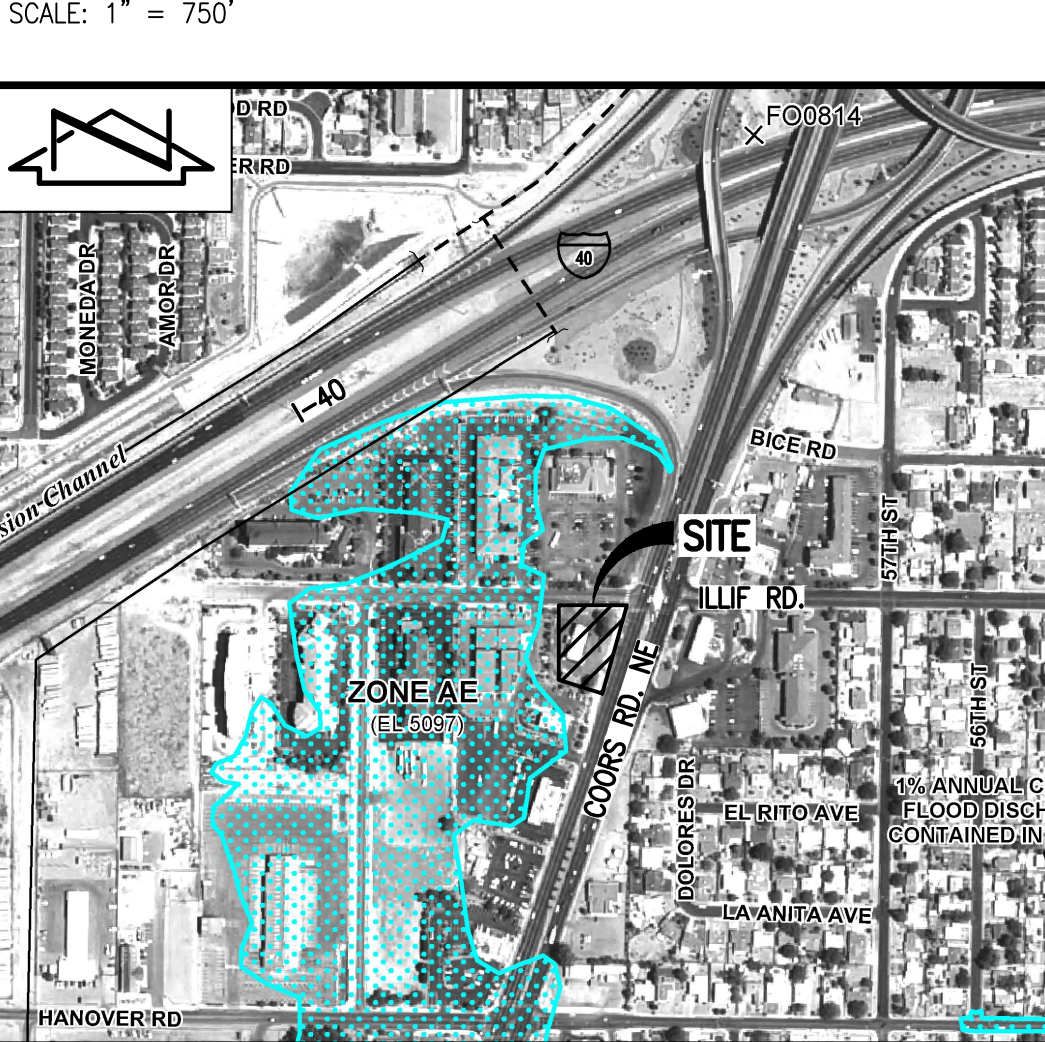 SCALE: 1" = 750'
D RD
ER RD
FO0814
MONEDA DR
AMOR DR
40
I-40
sion Channel
BICE RD
57TH ST
SITE
ILLIF RD.
ZONE AE
(EL 5097)
COORS RD. NE
56TH ST
DOLORES DR
EL RITO AVE
1% ANNUAL C
FLOOD DISCH
CONTAINED IN
LA ANITA AVE
HANOVER RD